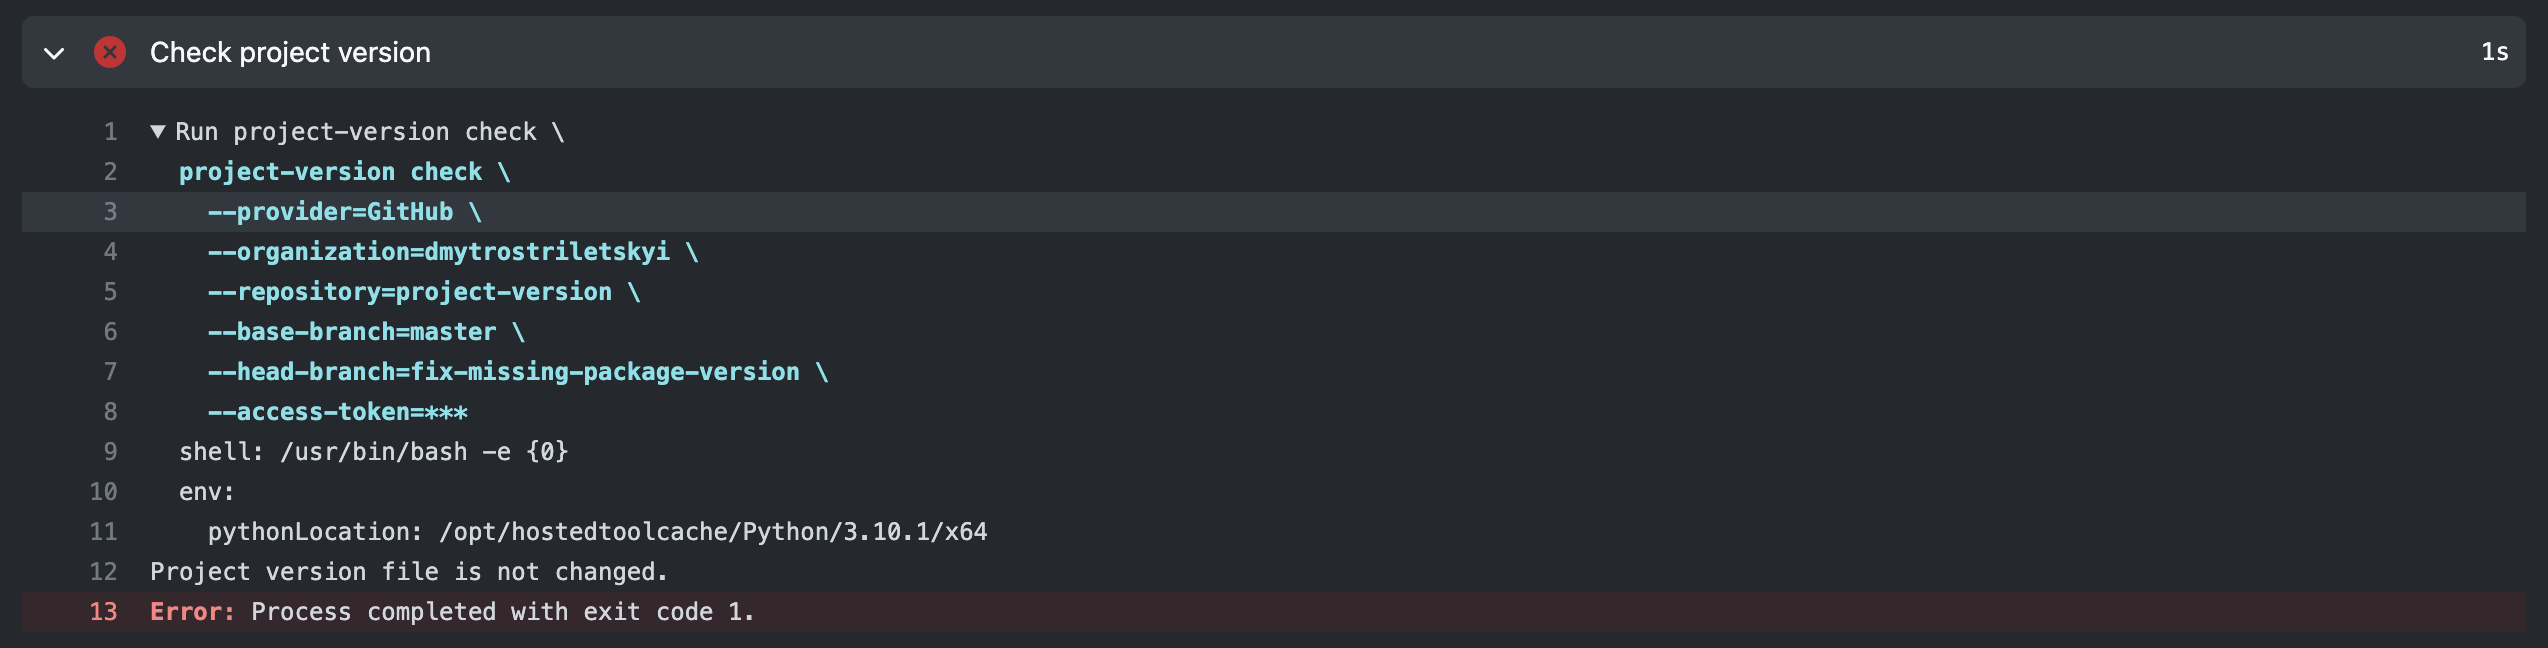 Check project version
1s
1 ▼ Run project-version check \
2 project-version check \
3 --provider=GitHub \
4 --organization=dmytrostriletskyi \
5 --repository=project-version \
6 --base-branch=master \
7 --head-branch=fix-missing-package-version \
8 --access-token=***
9 shell: /usr/bin/bash -e {0}
10 env:
11 pythonLocation: /opt/hostedtoolcache/Python/3.10.1/x64
12 Project version file is not changed.
13 Error: Process completed with exit code 1.